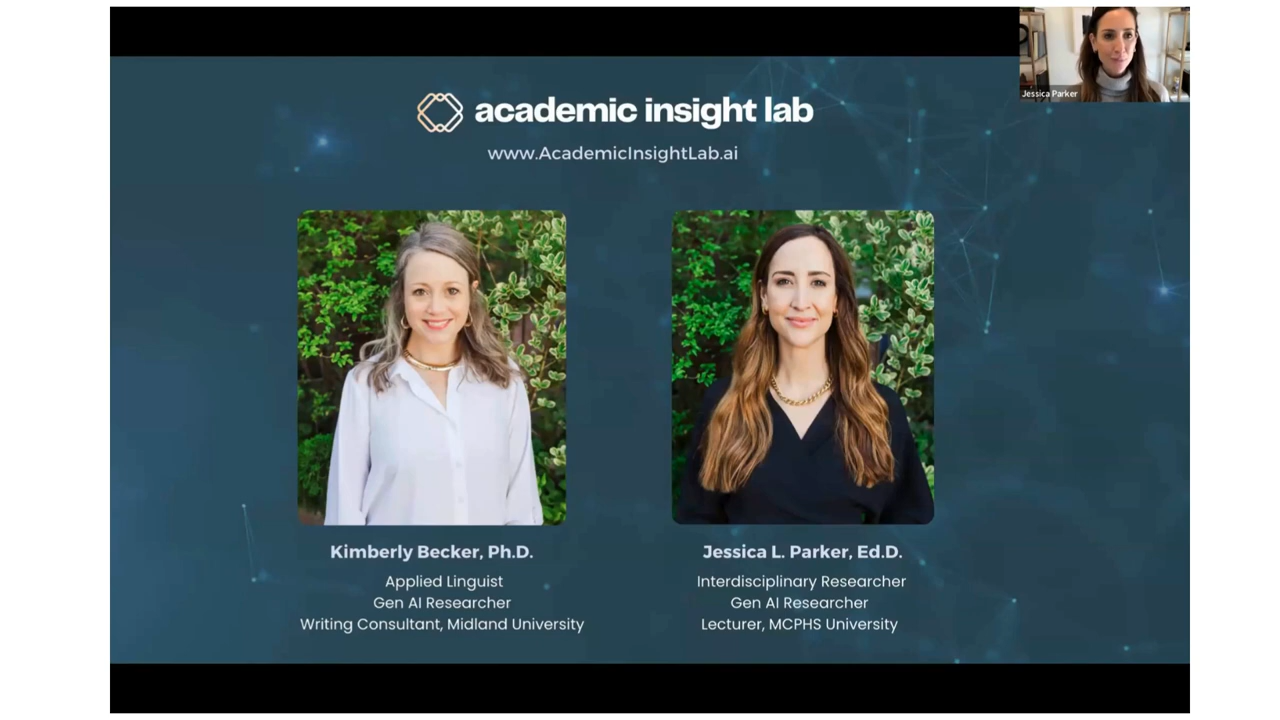 Jessica Parker
academic insight lab
www.AcademicInsightLab.ai
Kimberly Becker, Ph.D.
Applied Linguist
Gen AI Researcher
Writing Consultant, Midland University
Jessica L. Parker, Ed.D.
Interdisciplinary Researcher
Gen AI Researcher
Lecturer, MCPHS University